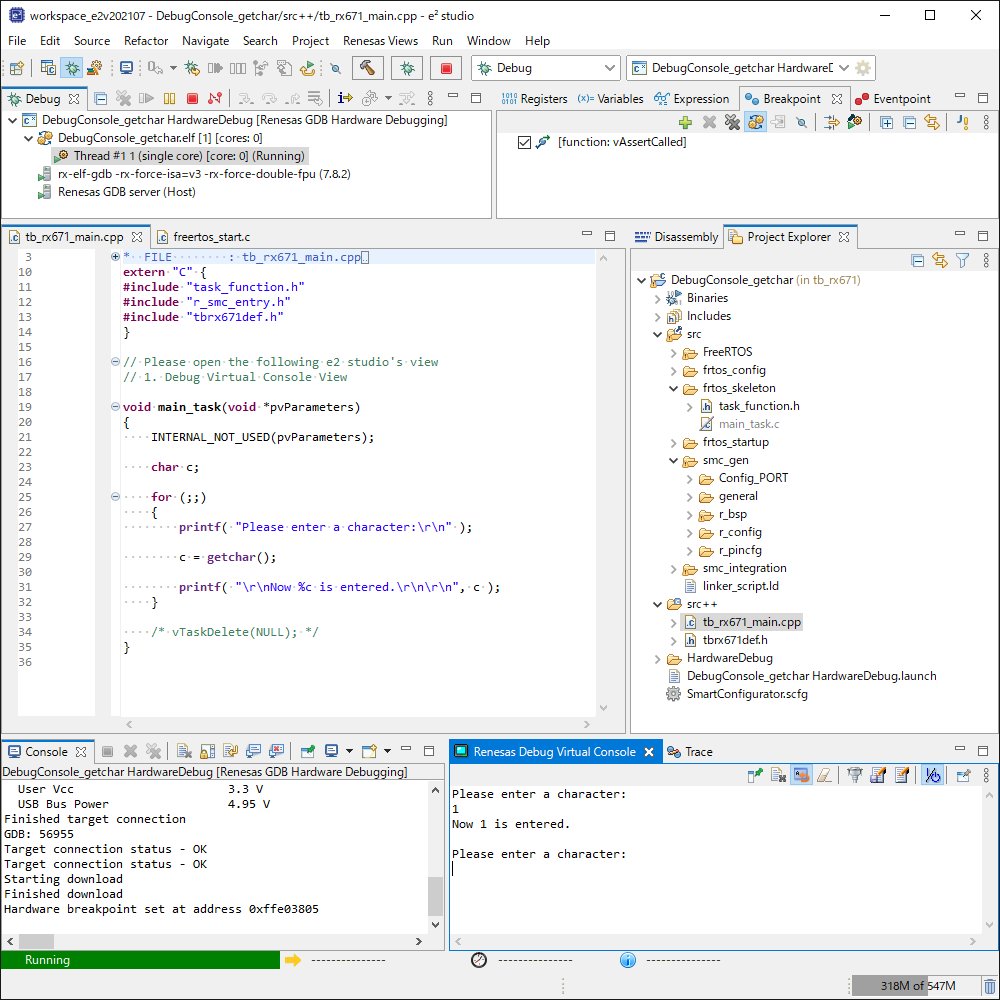 workspace_e2v202107 - DebugConsole_getchar/src++/tb_rx671_main.cpp - e² studio
File Edit Source Refactor Navigate Search Project Renesas Views Run Window Help
Debug DebugConsole_getchar HardwareD
Debug
DebugConsole_getchar HardwareDebug [Renesas GDB Hardware Debugging]
DebugConsole_getchar.elf [1] [cores: 0]
Thread #1 1 (single core) [core: 0] (Running)
rx-elf-gdb -rx-force-isa=v3 -rx-force-double-fpu (7.8.2)
Renesas GDB server (Host)
Registers (x)= Variables Expression Breakpoint Eventpoint
[function: vAssertCalled]
tb_rx671_main.cpp freertos_start.c
3 * FILE : tb_rx671_main.cpp
10 extern "C" {
11 #include "task_function.h"
12 #include "r_smc_entry.h"
13 #include "tbrx671def.h"
14 }
15
16 // Please open the following e2 studio's view
17 // 1. Debug Virtual Console View
18
19 void main_task(void *pvParameters)
20 {
21 INTERNAL_NOT_USED(pvParameters);
22
23 char c;
24
25 for (;;)
26 {
27 printf( "Please enter a character:\r\n" );
28
29 c = getchar();
30
31 printf( "\r\nNow %c is entered.\r\n\r\n", c );
32 }
33
34 /* vTaskDelete(NULL); */
35 }
36
Disassembly Project Explorer
DebugConsole_getchar (in tb_rx671)
Binaries
Includes
src
FreeRTOS
frtos_config
frtos_skeleton
task_function.h
main_task.c
frtos_startup
smc_gen
Config_PORT
general
r_bsp
r_config
r_pincfg
smc_integration
linker_script.ld
src++
tb_rx671_main.cpp
tbrx671def.h
HardwareDebug
DebugConsole_getchar HardwareDebug.launch
SmartConfigurator.scfg
Console
DebugConsole_getchar HardwareDebug [Renesas GDB Hardware Debugging]
User Vcc 3.3 V
USB Bus Power 4.95 V
Finished target connection
GDB: 56955
Target connection status - OK
Target connection status - OK
Starting download
Finished download
Hardware breakpoint set at address 0xffe03805
Renesas Debug Virtual Console Trace
Please enter a character:
1
Now 1 is entered.

Please enter a character:
Running --------------- --------------- ---------------
318M of 547M